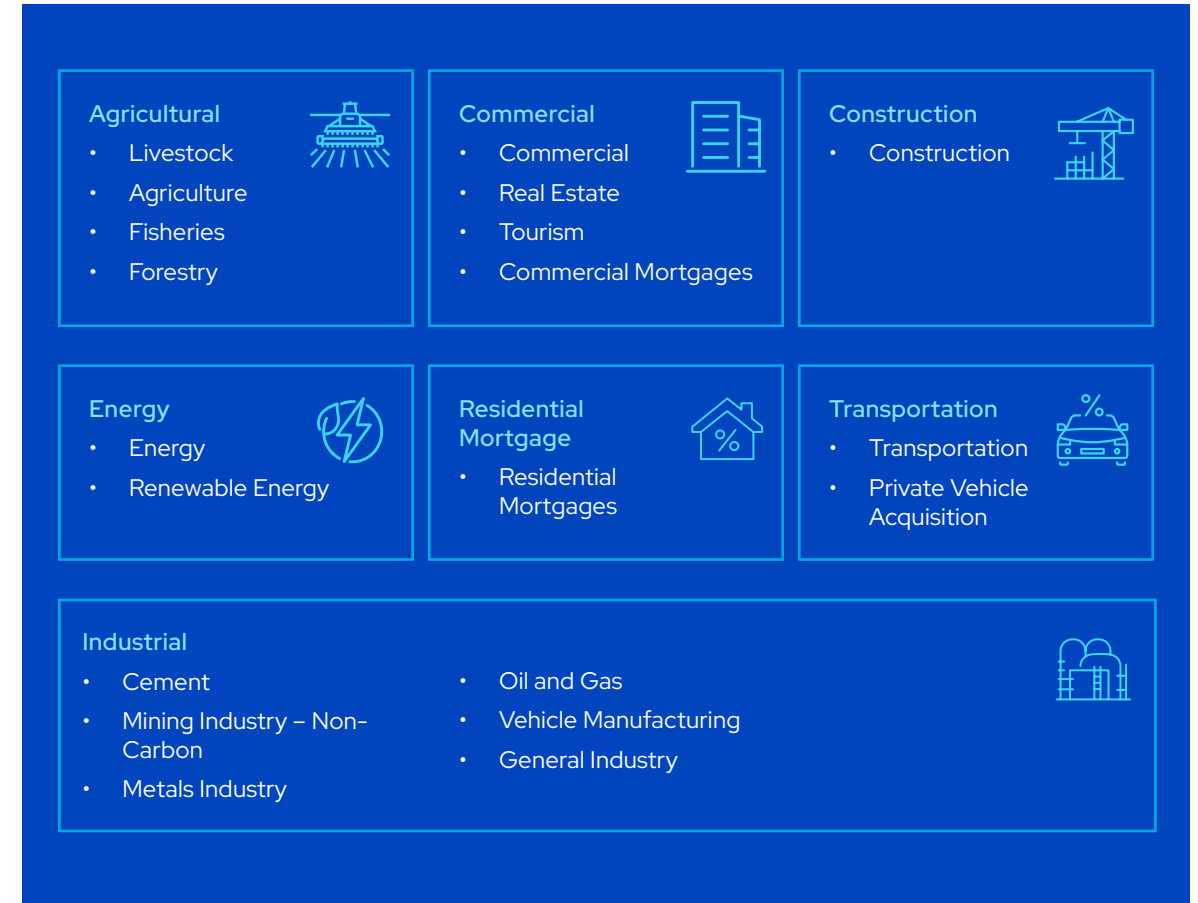 Agricultural
• Livestock
• Agriculture
• Fisheries
• Forestry
Commercial
• Commercial
• Real Estate
• Tourism
• Commercial Mortgages
Construction
• Construction
Energy
• Energy
• Renewable Energy
Residential
Mortgage
• Residential
Mortgages
%
Transportation
• Transportation
• Private Vehicle
Acquisition
%
Industrial
• Cement
• Mining Industry – Non-
Carbon
• Metals Industry
• Oil and Gas
• Vehicle Manufacturing
• General Industry